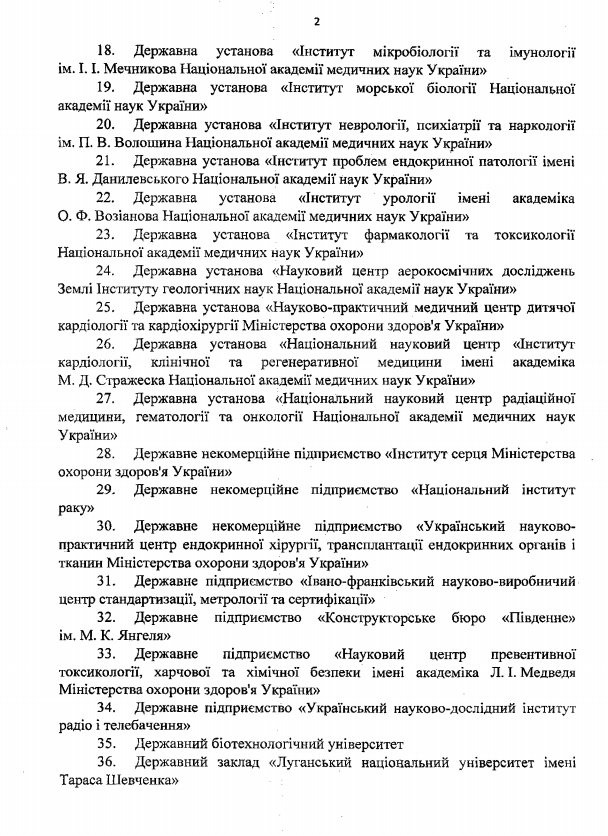 2
18. Державна установа «Інститут мікробіології та імунології
ім. І. І. Мечникова Національної академії медичних наук України»
19. Державна установа «Інститут морської біології Національної
академії наук України»
20. Державна установа «Інститут неврології, психіатрії та наркології
ім. П. В. Волошина Національної академії медичних наук України»
21. Державна установа «Інститут проблем ендокринної патології імені
В. Я. Данилевського Національної академії наук України»
22. Державна установа «Інститут урології імені академіка
О. Ф. Возіанова Національної академії медичних наук України»
23. Державна установа «Інститут фармакології та токсикології
Національної академії медичних наук України»
24. Державна установа «Науковий центр аерокосмічних досліджень
Землі Інституту геологічних наук Національної академії наук України»
25. Державна установа «Науково-практичний медичний центр дитячої
кардіології та кардіохірургії Міністерства охорони здоров'я України»
26. Державна установа «Національний науковий центр «Інститут
кардіології, клінічної та регенеративної медицини імені академіка
М. Д. Стражеска Національної академії медичних наук України»
27. Державна установа «Національний науковий центр радіаційної
медицини, гематології та онкології Національної академії медичних наук
України»
28. Державне некомерційне підприємство «Інститут серця Міністерства
охорони здоров'я України»
29. Державне некомерційне підприємство «Національний інститут
раку»
30. Державне некомерційне підприємство «Український науково-
практичний центр ендокринної хірургії, трансплантації ендокринних органів і
тканин Міністерства охорони здоров'я України»
31. Державне підприємство «Івано-франківський науково-виробничий
центр стандартизації, метрології та сертифікації»
32. Державне підприємство «Конструкторське бюро «Південне»
ім. М. К. Янгеля»
33. Державне підприємство «Науковий центр превентивної
токсикології, харчової та хімічної безпеки імені академіка Л. І. Медведя
Міністерства охорони здоров'я України»
34. Державне підприємство «Український науково-дослідний інститут
радіо і телебачення»
35. Державний біотехнологічний університет
36. Державний заклад «Луганський національний університет імені
Тараса Шевченка»